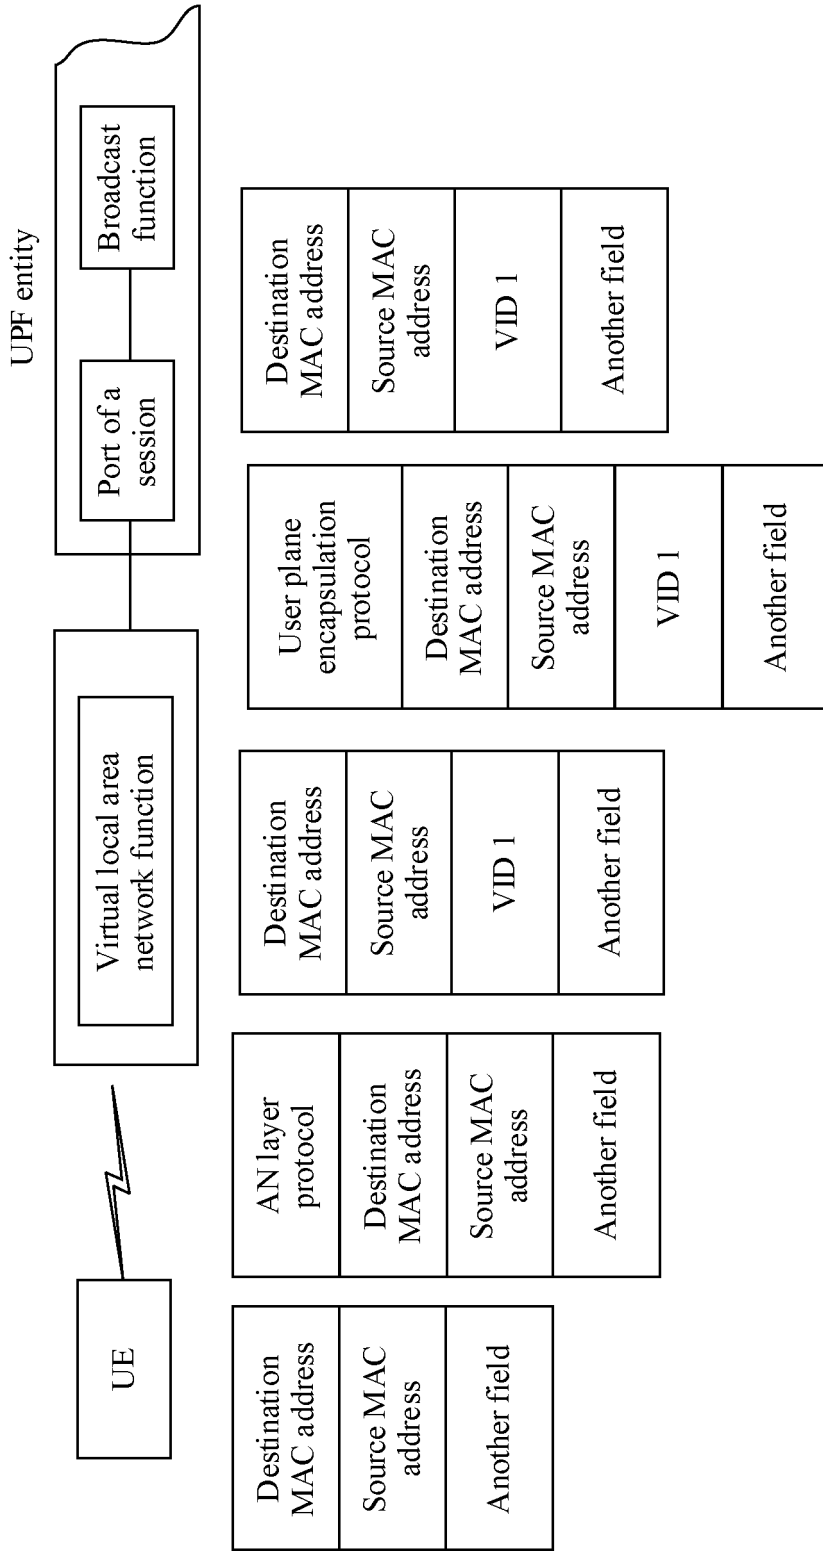 UPF entity
UE
Virtual local area
network function
Port of a
session
Broadcast
function
Destination
MAC address
Source MAC
address
Another field
AN layer
protocol
Destination
MAC address
Source MAC
address
Another field
Destination
MAC address
Source MAC
address
VID 1
Another field
User plane
encapsulation
protocol
Destination
MAC address
Source MAC
address
VID 1
Another field
Destination
MAC address
Source MAC
address
VID 1
Another field